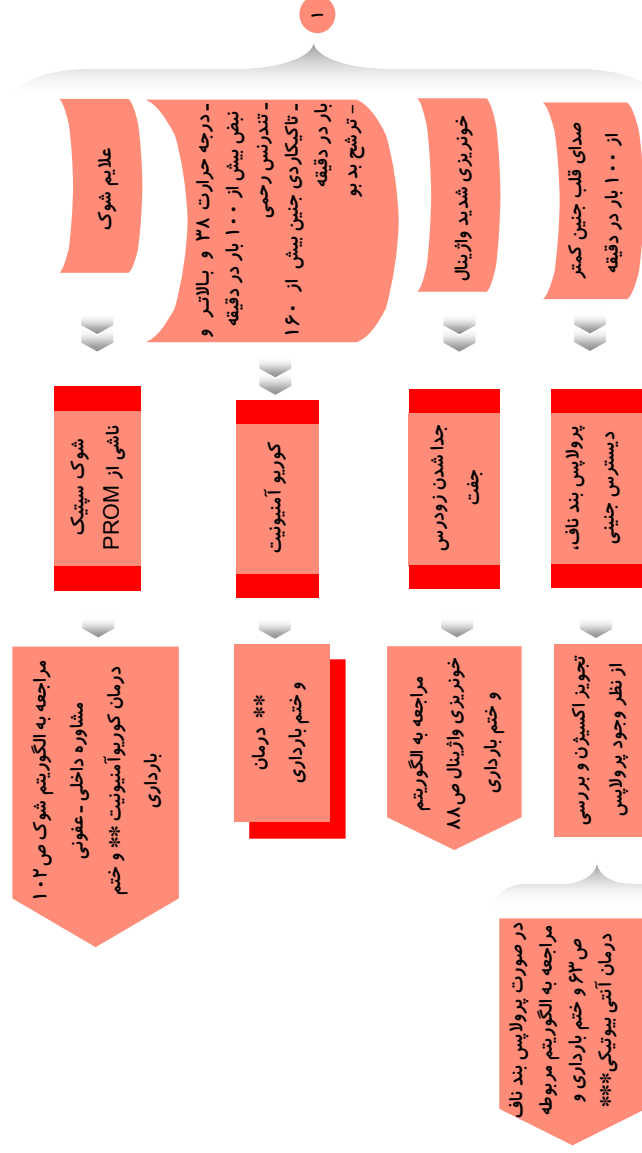 ۱
علایم شوک
شوک سپتیک
ناشی از PROM
مراجعه به الگوریتم شوک ص۱۰۲
مشاوره داخلی ـ عفونی
درمان کوریوآمنیونیت ** و ختم
بارداری
ـ درجه حرارت ۳۸ و بـالاتـر و
نبض بیش از ۱۰۰ بار در دقیقه
ـ تندرنس رحمی
ـ تاکیکاردی جنین بیش از ۱۶۰
بار در دقیقه
ـ ترشح بد بو
کوریو آمنیونیت
** درمان
و ختم بارداری
خونریزی شدید واژینال
جدا شدن زودرس
جفت
مراجعه به الگوریتم
خونریزی واژینال ص۸۸
و ختم بارداری
صدای قلب جنین کمتر
از ۱۰۰ بار در دقیقه
پرولاپس بند ناف،
دیسترس جنینی
تجویز اکسیژن و بررسی
از نظر وجود پرولاپس
در صورت پرولاپس بند ناف
مراجعه به الگوریتم مربوطه
ص۶۳ و ختم بارداری و
درمان آنتی بیوتیکی***